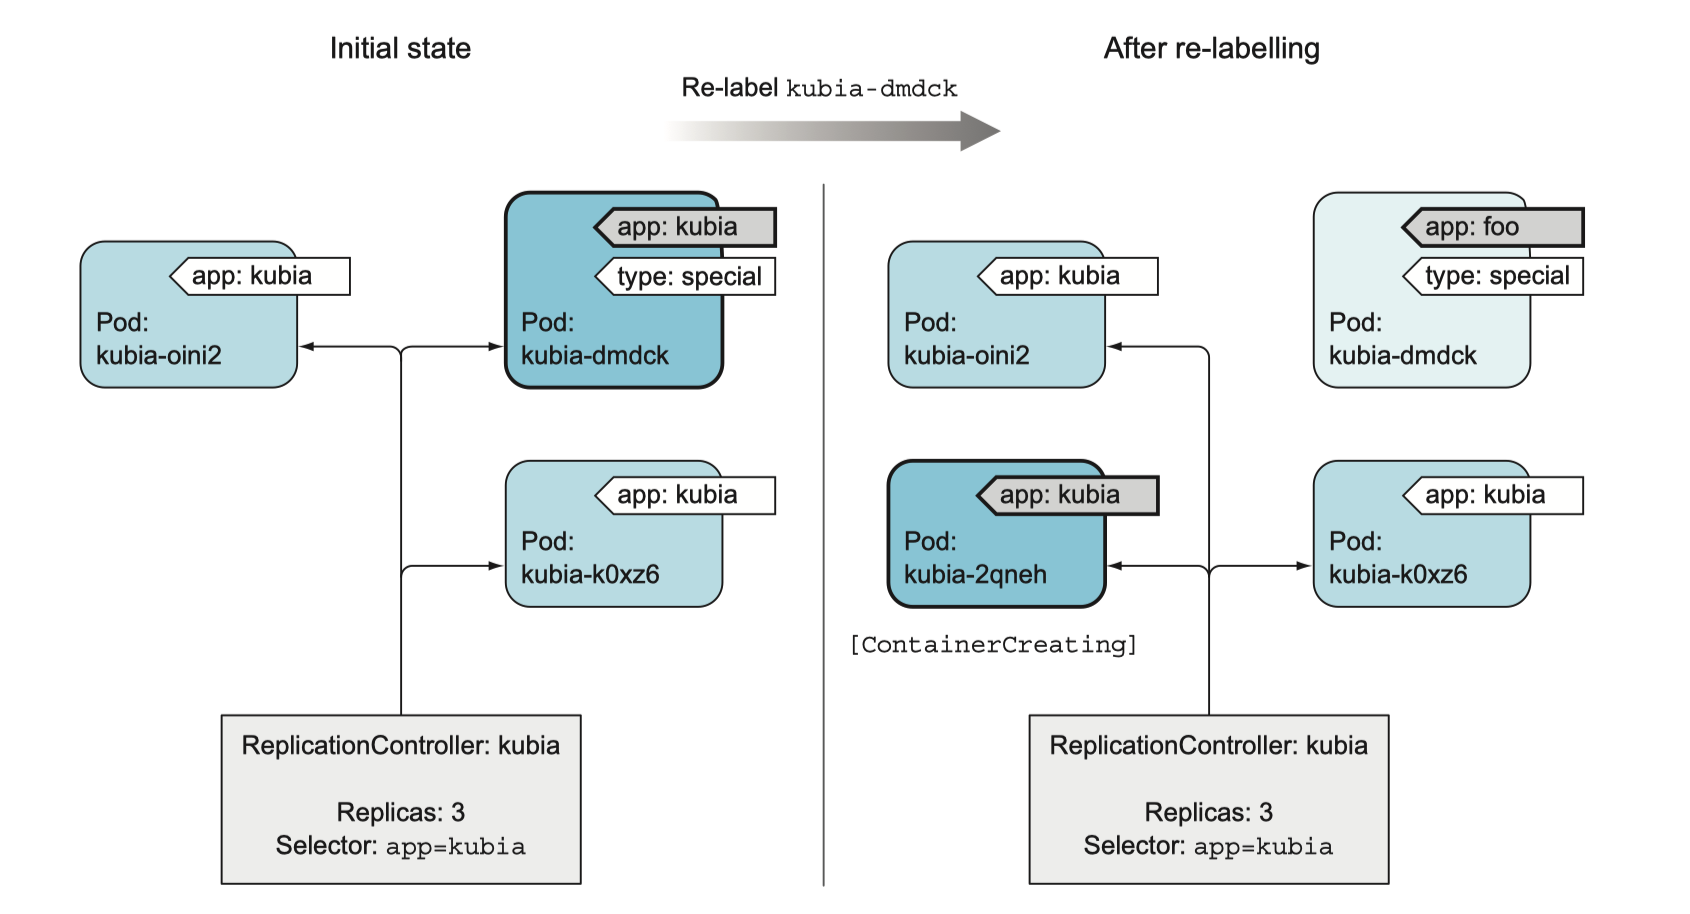 Initial state
After re-labelling
Re-label kubia-dmdck
app: kubia
Pod:
kubia-oini2
app: kubia
type: special
Pod:
kubia-dmdck
app: kubia
Pod:
kubia-k0xz6
ReplicationController: kubia
Replicas: 3
Selector: app=kubia
app: kubia
Pod:
kubia-oini2
app: foo
type: special
Pod:
kubia-dmdck
app: kubia
Pod:
kubia-2qneh
[ContainerCreating]
app: kubia
Pod:
kubia-k0xz6
ReplicationController: kubia
Replicas: 3
Selector: app=kubia